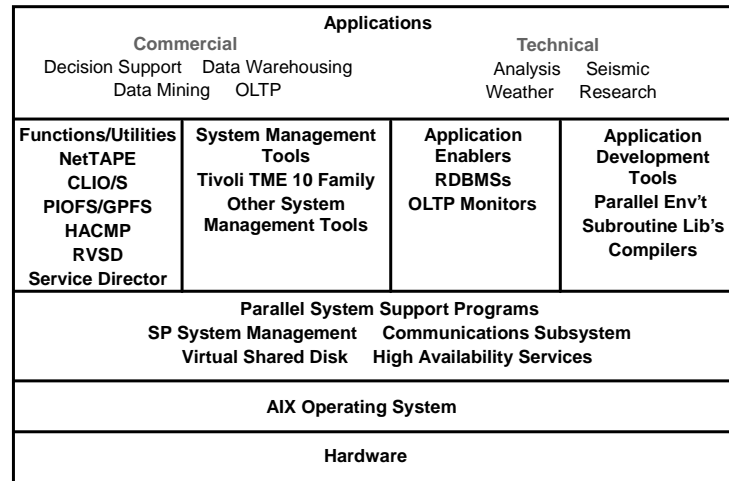 Applications
Commercial
Decision Support Data Warehousing
Data Mining OLTP
Technical
Analysis Seismic
Weather Research
Functions/Utilities
NetTAPE
CLIO/S
PIOFS/GPFS
HACMP
RVSD
Service Director
System Management
Tools
Tivoli TME 10 Family
Other System
Management Tools
Application
Enablers
RDBMSs
OLTP Monitors
Application
Development
Tools
Parallel Env't
Subroutine Lib's
Compilers
Parallel System Support Programs
SP System Management Communications Subsystem
Virtual Shared Disk High Availability Services
AIX Operating System
Hardware